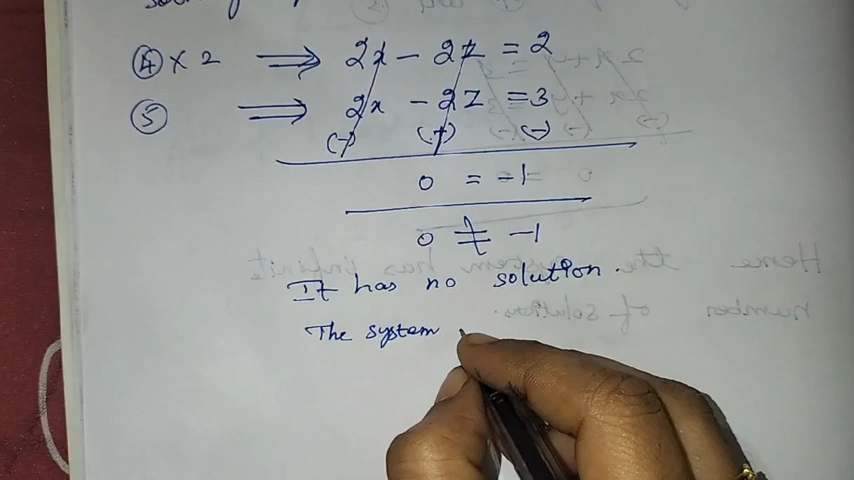 ④ × 2 ⟹ 2x - 2z = 2
⑤ ⟹ 2x - 2z = 3
(-) (+) (-)
0 = -1
0 ≠ -1
It has no solution.
The system